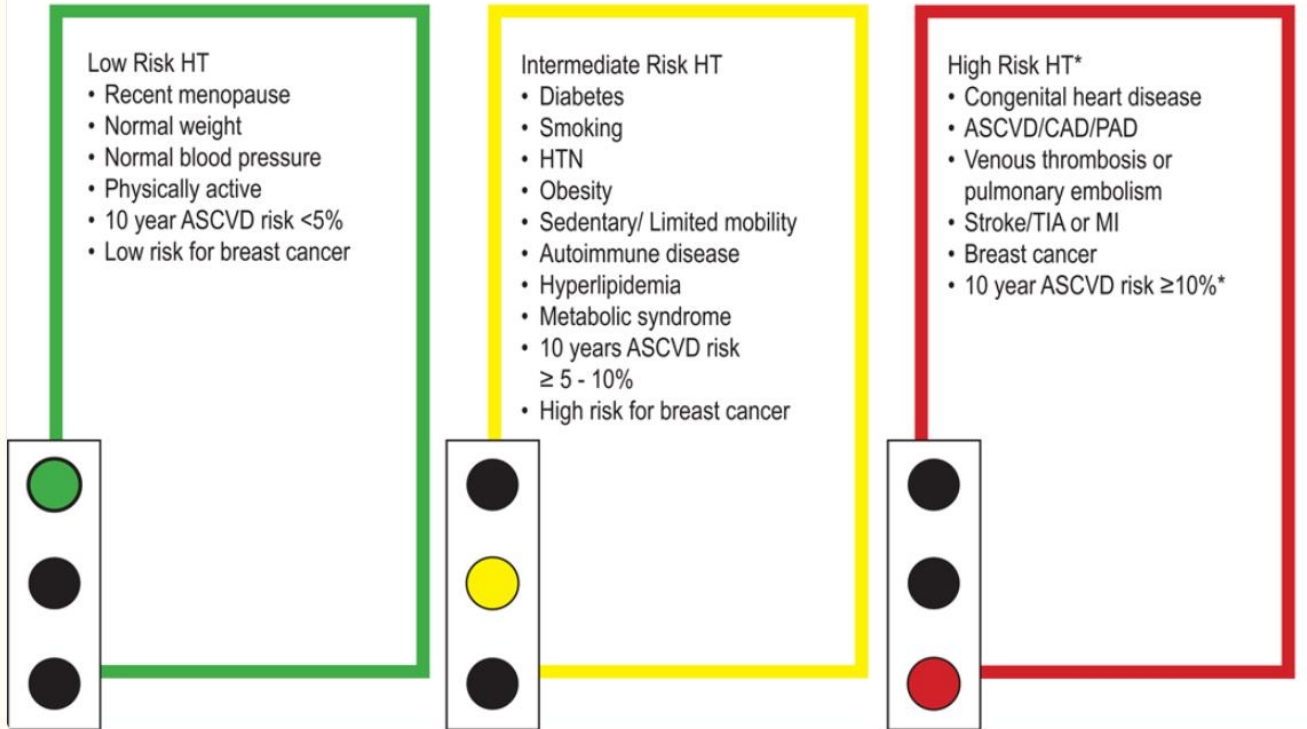 Low Risk HT
• Recent menopause
• Normal weight
• Normal blood pressure
• Physically active
• 10 year ASCVD risk <5%
• Low risk for breast cancer
Intermediate Risk HT
• Diabetes
• Smoking
• HTN
• Obesity
• Sedentary/ Limited mobility
• Autoimmune disease
• Hyperlipidemia
• Metabolic syndrome
• 10 years ASCVD risk
≥ 5 - 10%
• High risk for breast cancer
High Risk HT*
• Congenital heart disease
• ASCVD/CAD/PAD
• Venous thrombosis or
pulmonary embolism
• Stroke/TIA or MI
• Breast cancer
• 10 year ASCVD risk ≥10%*